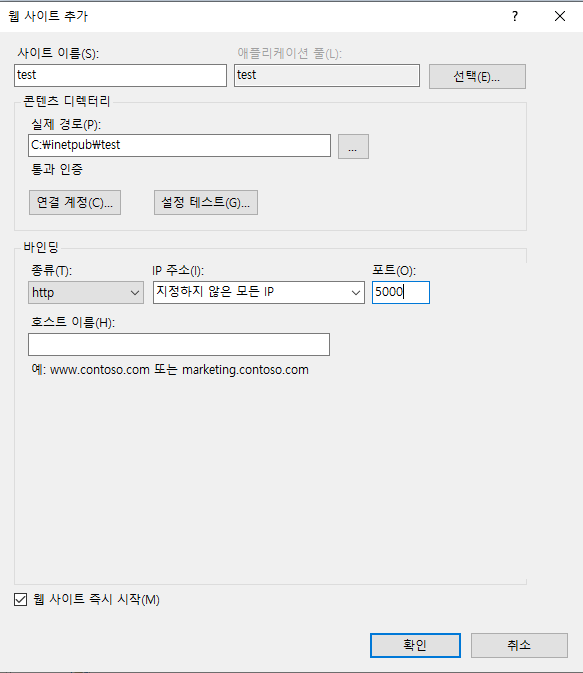 웹 사이트 추가
?
사이트 이름(S):
애플리케이션 풀(L):
test
test
선택(E)...
콘텐츠 디렉터리
실제 경로(P):
C:₩inetpub₩test
...
통과 인증
연결 계정(C)...
설정 테스트(G)...
바인딩
종류(T):
IP 주소(I):
포트(O):
http
지정하지 않은 모든 IP
5000
호스트 이름(H):
예: www.contoso.com 또는 marketing.contoso.com
웹 사이트 즉시 시작(M)
확인
취소